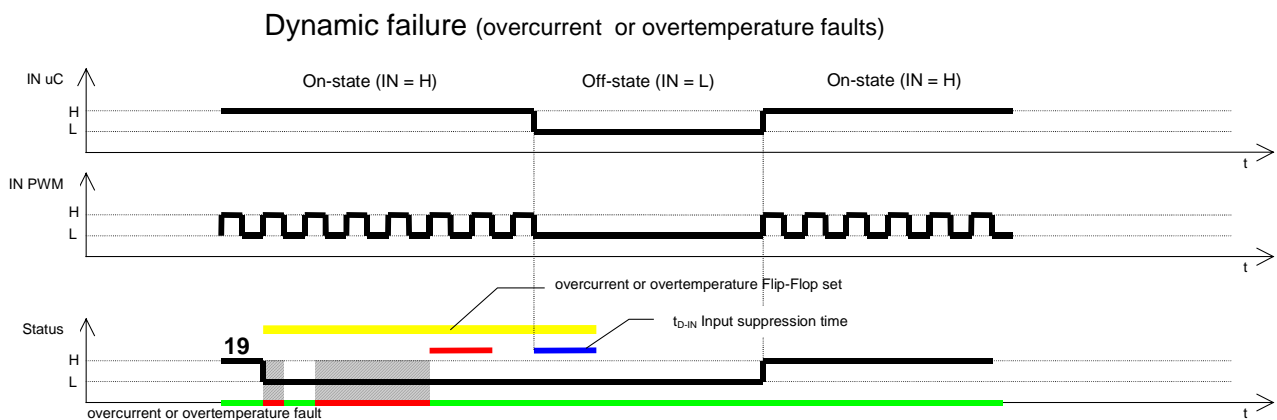 Dynamic failure (overcurrent or overtemperature faults)
IN uC
On-state (IN = H)
Off-state (IN = L)
On-state (IN = H)
H
L
t
IN PWM
H
L
t
overcurrent or overtemperature Flip-Flop set
Status
tD-IN Input suppression time
19
H
L
overcurrent or overtemperature fault
t